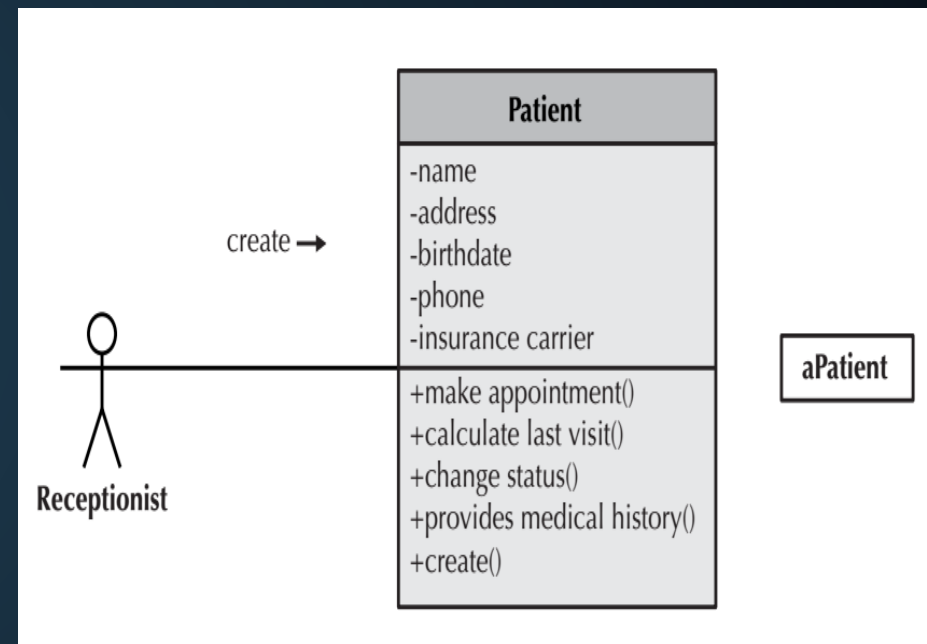 Patient
-name
-address
create →
-birthdate
-phone
-insurance carrier
aPatient
+make appointment()
+calculate last visit()
+change status()
Receptionist
+provides medical history()
+create()